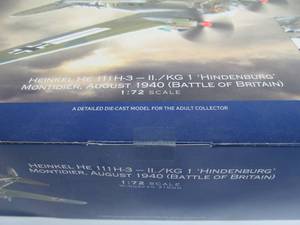 HEINKEL HE 111H-3 – II./KG 1 'HINDENBURG'
MONTIDIER, AUGUST 1940 (BATTLE OF BRITAIN)
1:72 SCALE
A DETAILED DIE-CAST MODEL FOR THE ADULT COLLECTOR
HEINKEL HE 111H-3 – II./KG 1 'HINDENBURG'
MONTIDIER, AUGUST 1940 (BATTLE OF BRITAIN)
1:72 SCALE